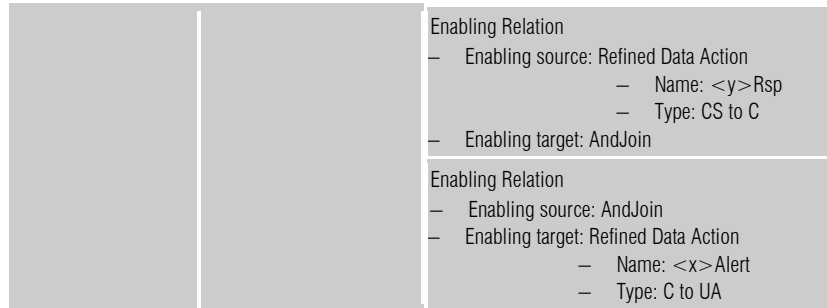 Enabling Relation
– Enabling source: Refined Data Action
– Name: <y>Rsp
– Type: CS to C
– Enabling target: AndJoin
Enabling Relation
– Enabling source: AndJoin
– Enabling target: Refined Data Action
– Name: <x>Alert
– Type: C to UA